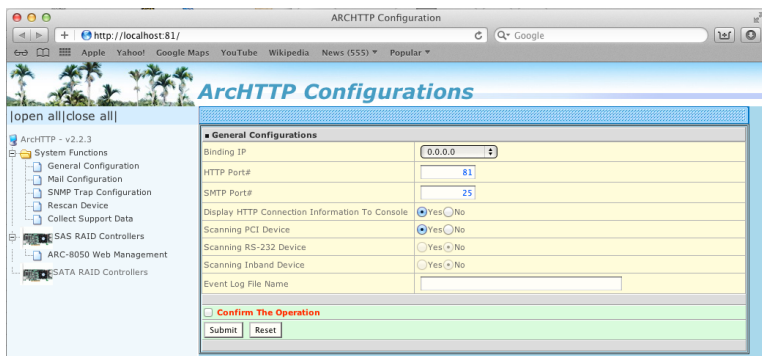 ARCHTTP Configuration
http://localhost:81/
Google
Apple Yahoo! Google Maps YouTube Wikipedia News (555) Popular
ArcHTTP Configurations
|open all|close all|
ArcHTTP - v2.2.3
System Functions
General Configuration
Mail Configuration
SNMP Trap Configuration
Rescan Device
Collect Support Data
SAS RAID Controllers
ARC-8050 Web Management
SATA RAID Controllers
General Configurations
Binding IP 0.0.0.0
HTTP Port# 81
SMTP Port# 25
Display HTTP Connection Information To Console Yes No
Scanning PCI Device Yes No
Scanning RS-232 Device Yes No
Scanning Inband Device Yes No
Event Log File Name
Confirm The Operation
Submit Reset